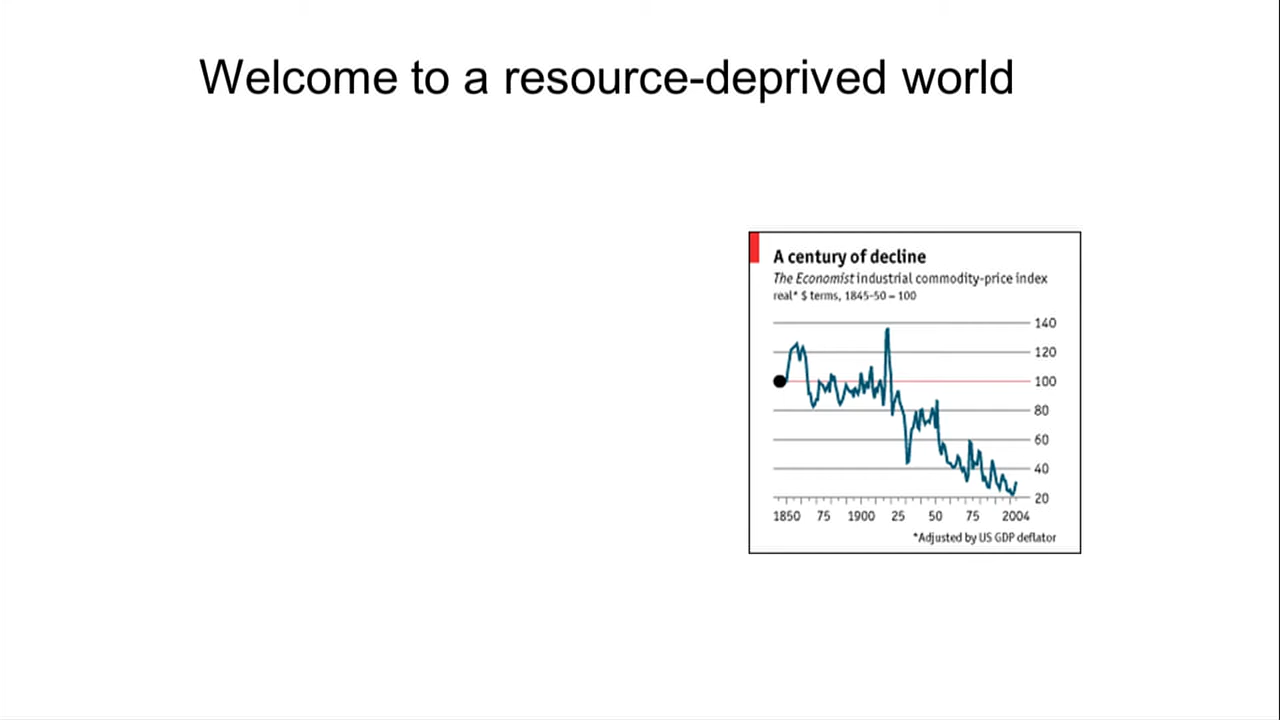 Welcome to a resource-deprived world
A century of decline
The Economist industrial commodity-price index
real* $ terms, 1845-50 = 100
140
120
100
80
60
40
20
1850 75 1900 25 50 75 2004
*Adjusted by US GDP deflator